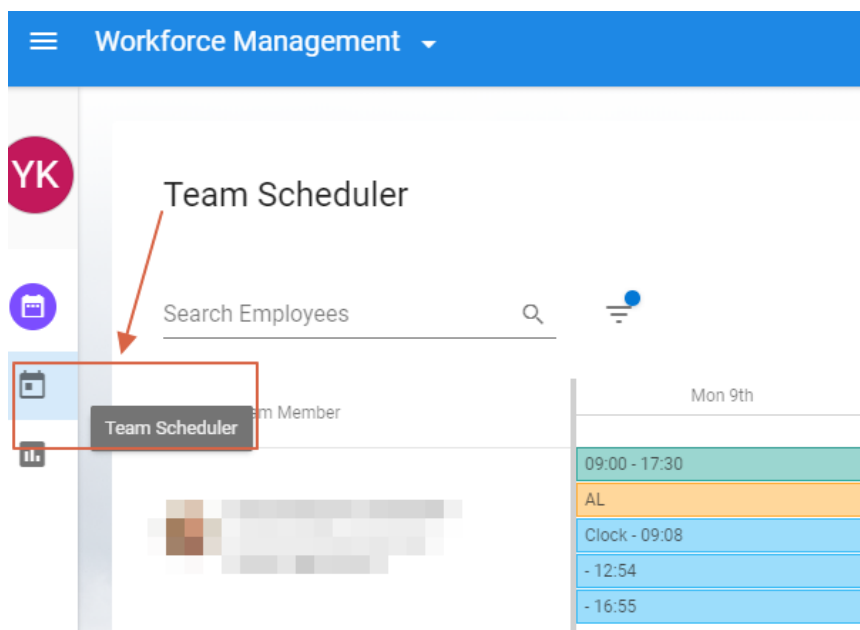 Workforce Management
YK
Team Scheduler
Search Employees
Mon 9th
Member
Team Scheduler
09:00 - 17:30
AL
Clock - 09:08
- 12:54
- 16:55